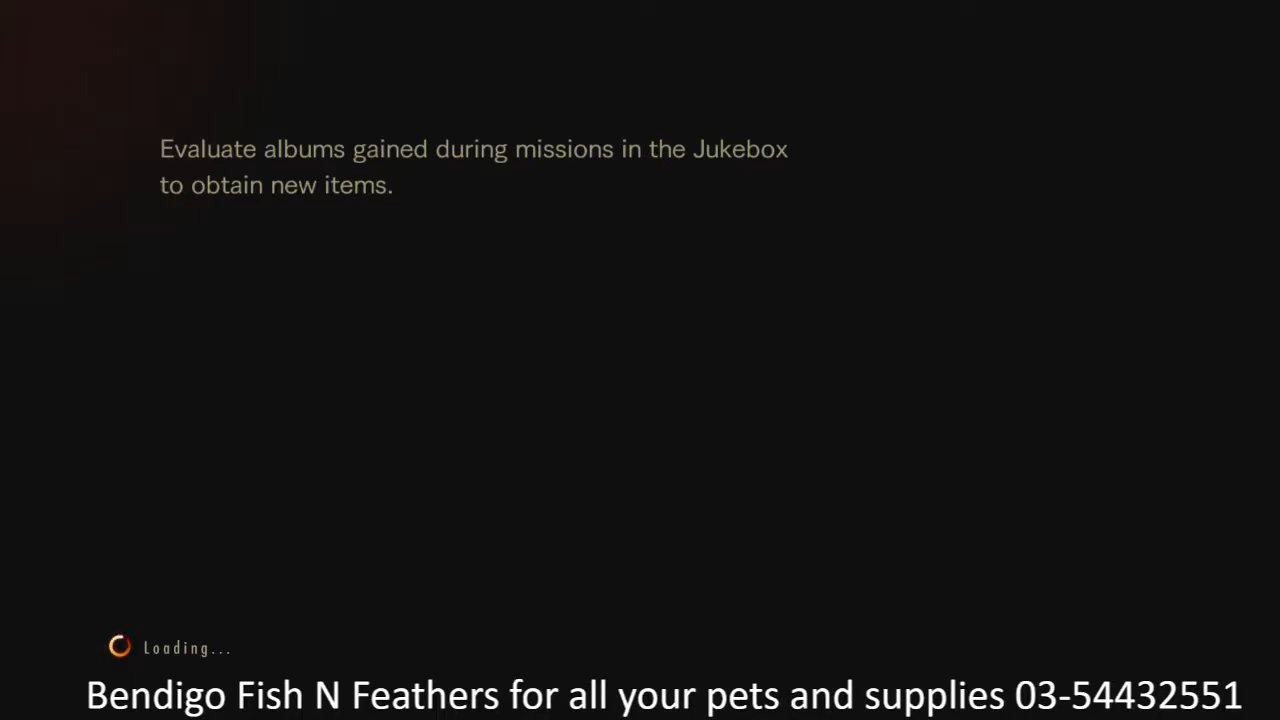 Evaluate albums gained during missions in the Jukebox
to obtain new items.
Loading...
Bendigo Fish N Feathers for all your pets and supplies 03-54432551